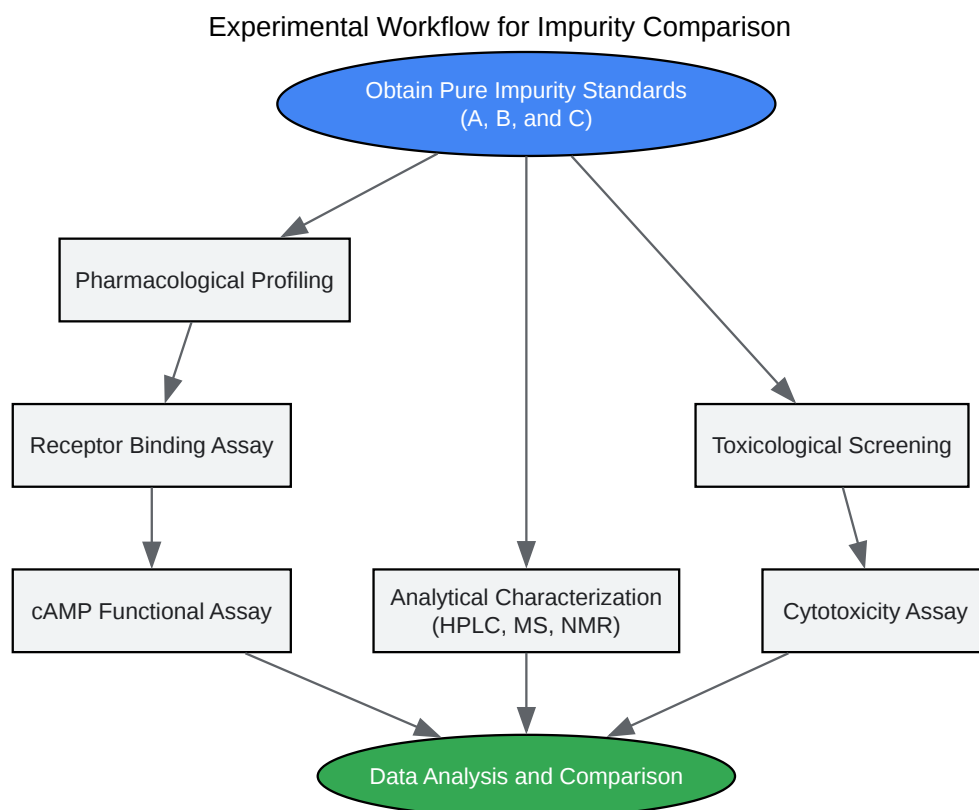 Experimental Workflow for Impurity Comparison
Obtain Pure Impurity Standards
(A, B, and C)
Pharmacological Profiling
Receptor Binding Assay
Toxicological Screening
cAMP Functional Assay
Analytical Characterization
(HPLC, MS, NMR)
Cytotoxicity Assay
Data Analysis and Comparison